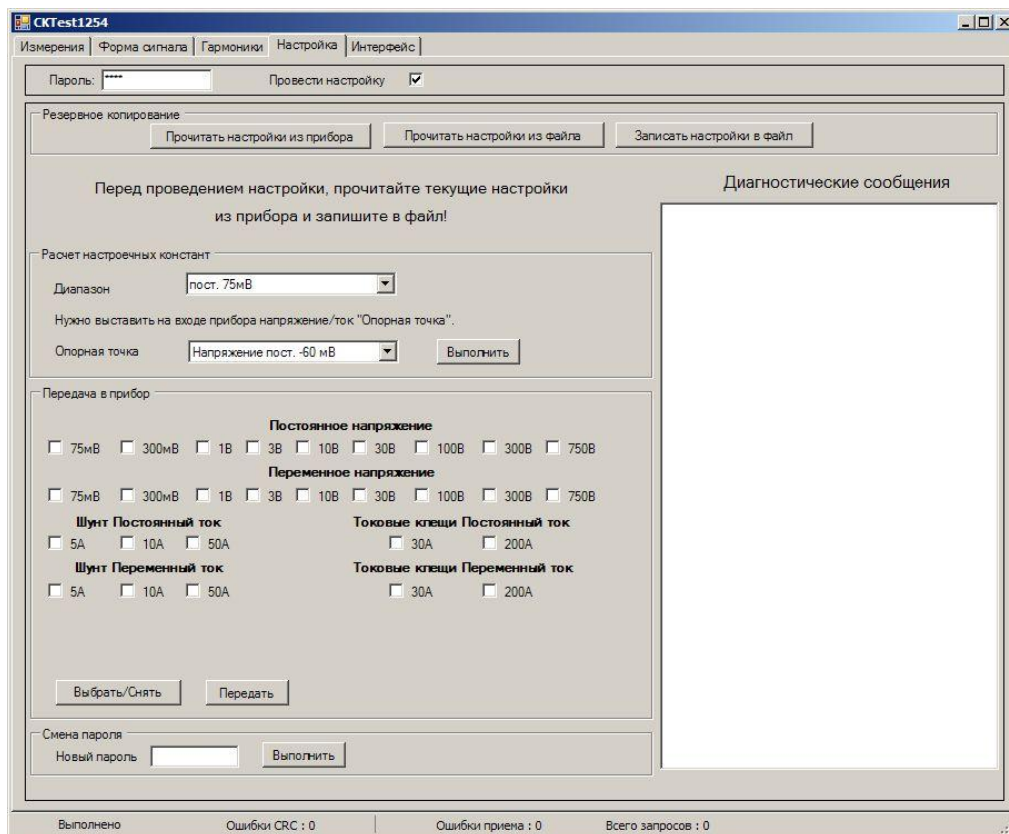 CKTest1254
Измерения Форма сигнала Гармоники Настройка Интерфейс
Пароль: **** Провести настройку
Резервное копирование
Прочитать настройки из прибора Прочитать настройки из файла Записать настройки в файл
Перед проведением настройки, прочитайте текущие настройки
из прибора и запишите в файл!
Диагностические сообщения
Расчет настроечных констант
Диапазон пост. 75мВ
Нужно выставить на входе прибора напряжение/ток "Опорная точка".
Опорная точка Напряжение пост. -60 мВ Выполнить
Передача в прибор
Постоянное напряжение
75мВ 300мВ 1В 3В 10В 30В 100В 300В 750В
Переменное напряжение
75мВ 300мВ 1В 3В 10В 30В 100В 300В 750В
Шунт Постоянный ток Токовые клещи Постоянный ток
5А 10А 50А 30А 200А
Шунт Переменный ток Токовые клещи Переменный ток
5А 10А 50А 30А 200А
Выбрать/Снять Передать
Смена пароля
Новый пароль Выполнить
Выполнено Ошибки CRC : 0 Ошибки приема : 0 Всего запросов : 0